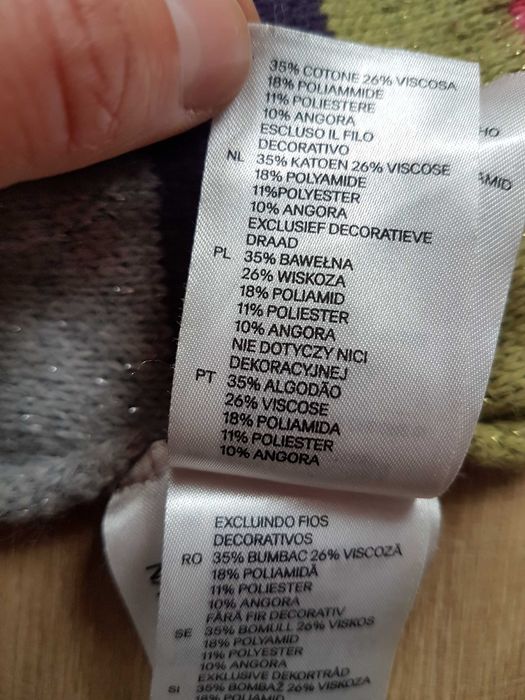 35% COTONE 26% VISCOSA
18% POLIAMMIDE
11% POLIESTERE
10% ANGORA
ESCLUSO IL FILO
DECORATIVO
NL 35% KATOEN 26% VISCOSE
18% POLYAMIDE
11%POLYESTER
10% ANGORA
EXCLUSIEF DECORATIEVE
DRAAD
PL 35% BAWEŁNA
26% WISKOZA
18% POLIAMID
11% POLIESTER
10% ANGORA
NIE DOTYCZY NICI
DEKORACYJNEJ
PT 35% ALGODÃO
26% VISCOSE
18% POLIAMIDA
11% POLIESTER
10% ANGORA
EXCLUINDO FIOS
DECORATIVOS
RO 35% BUMBAC 26% VISCOZĂ
18% POLIAMIDĂ
11% POLIESTER
10% ANGORA
FĂRĂ FIR DECORATIV
SE 35% BOMULL 26% VISKOS
18% POLYAMID
11% POLYESTER
10% ANGORA
EXKLUSIVE DEKORTRÅD
SI 35% BOMBAŽ 26% VISKOZA
18% POLIAMID
HO
MID